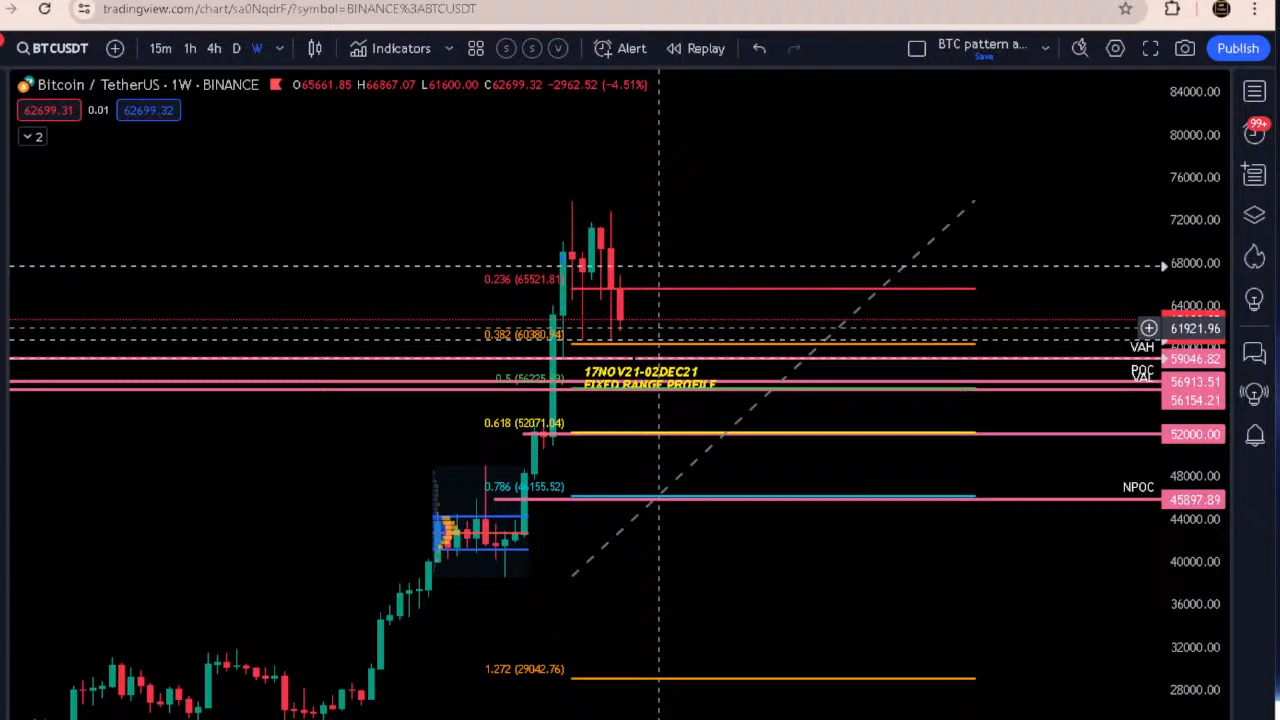 tradingview.com/chart/sa0NqdrF/?symbol=BINANCE%3ABTCUSDT
BTCUSDT 15m 1h 4h D W Indicators S S V Alert Replay BTC pattern a... Save Publish
Bitcoin / TetherUS · 1W · BINANCE O65661.85 H66867.07 L61600.00 C62699.32 -2962.52 (-4.51%)
62699.31 0.01 62699.32
2
99+
84000.00
80000.00
76000.00
72000.00
68000.00
0.236 (65521.81)
64000.00
61921.96
0.382 (60380.94)
VAH
59046.82
17NOV21-02DEC21
FIXED RANGE PROFILE
POC
VAL
56913.51
56154.21
0.618 (52071.04)
52000.00
48000.00
NPOC
45897.89
44000.00
40000.00
36000.00
32000.00
1.272 (29042.76)
28000.00